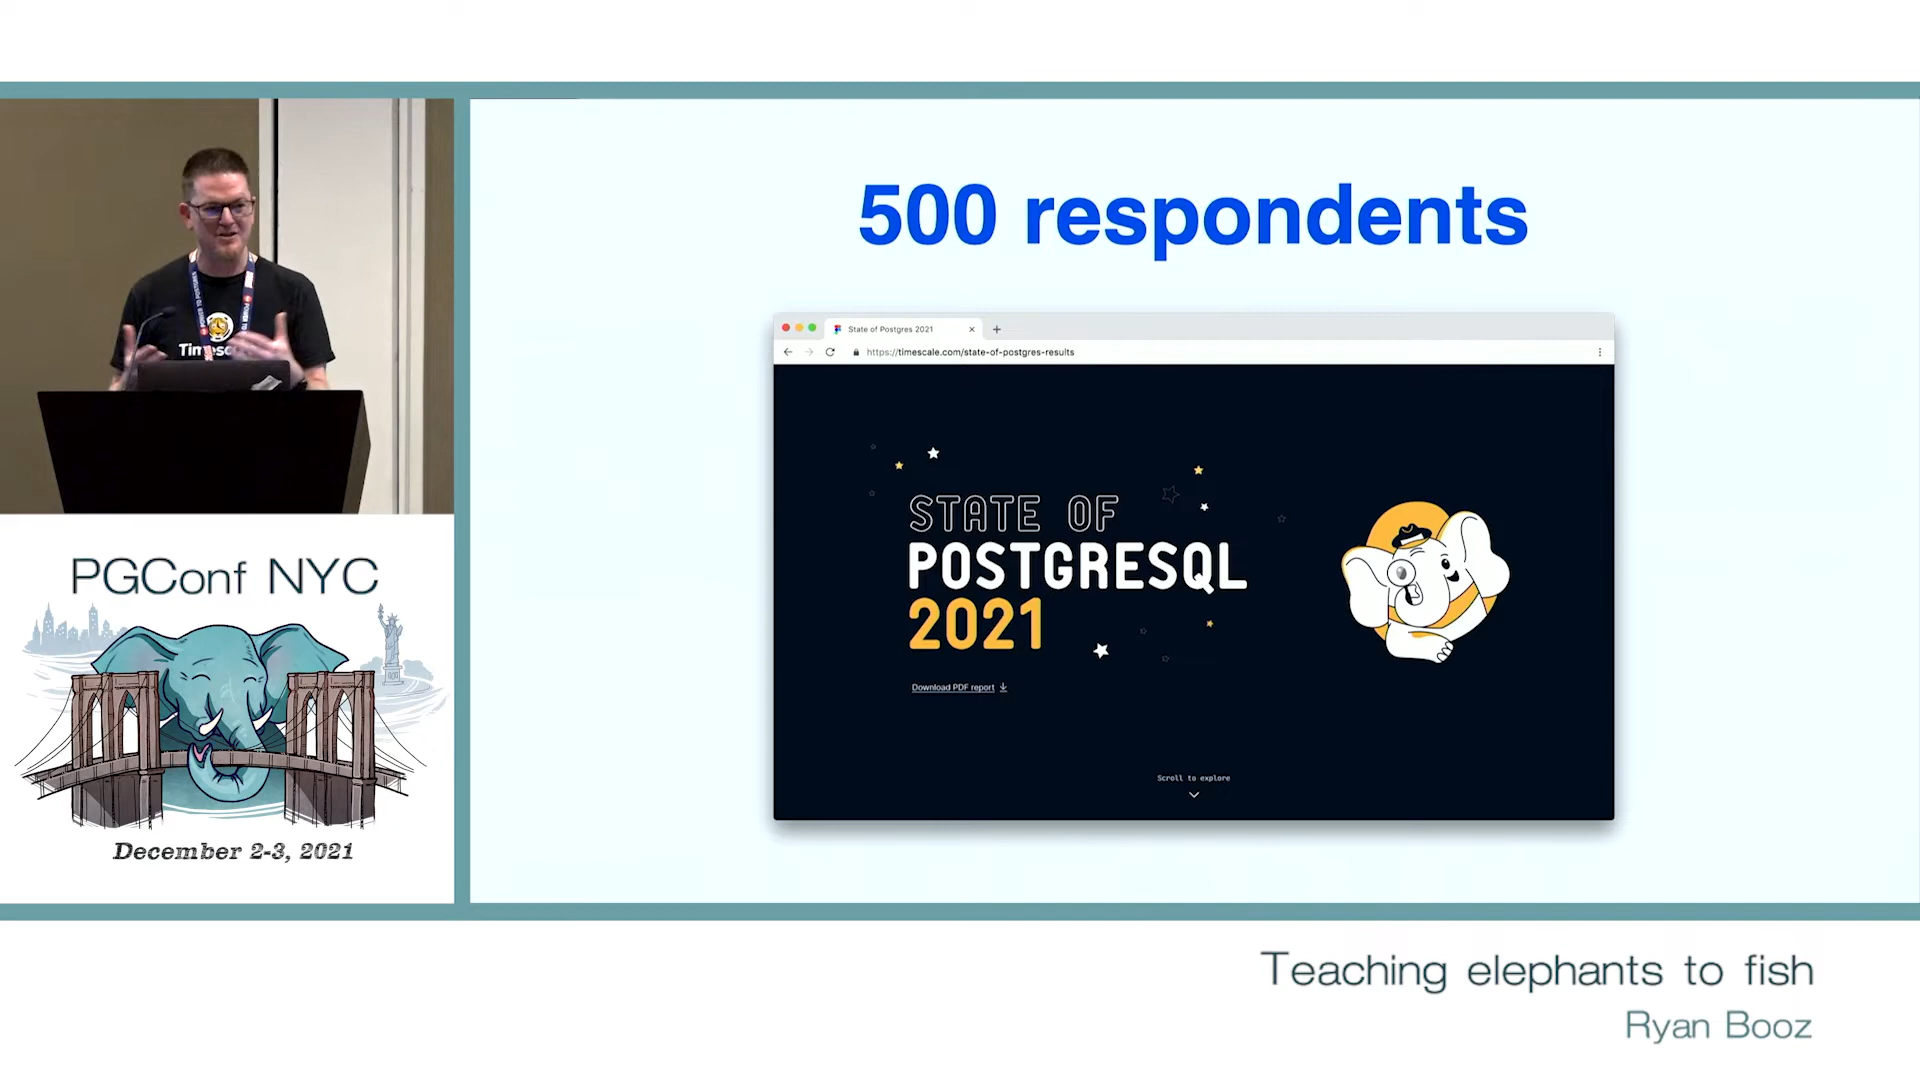 500 respondents
State of Postgres 2021
https://timescale.com/state-of-postgres-results
STATE OF
POSTGRESQL
2021
Download PDF report
Scroll to explore
PGConf NYC
December 2-3, 2021
Teaching elephants to fish
Ryan Booz